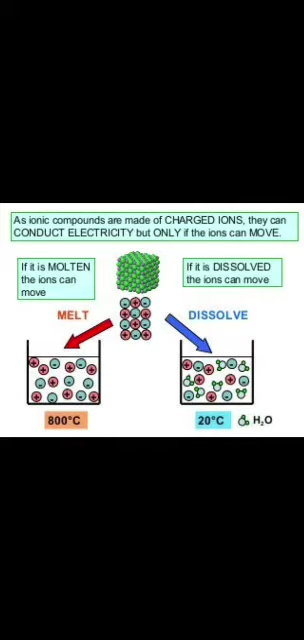 As ionic compounds are made of CHARGED IONS, they can
CONDUCT ELECTRICITY but ONLY if the ions can MOVE.
If it is MOLTEN
the ions can
move
If it is DISSOLVED
the ions can move
MELT
DISSOLVE
800°C
20°C
H₂O